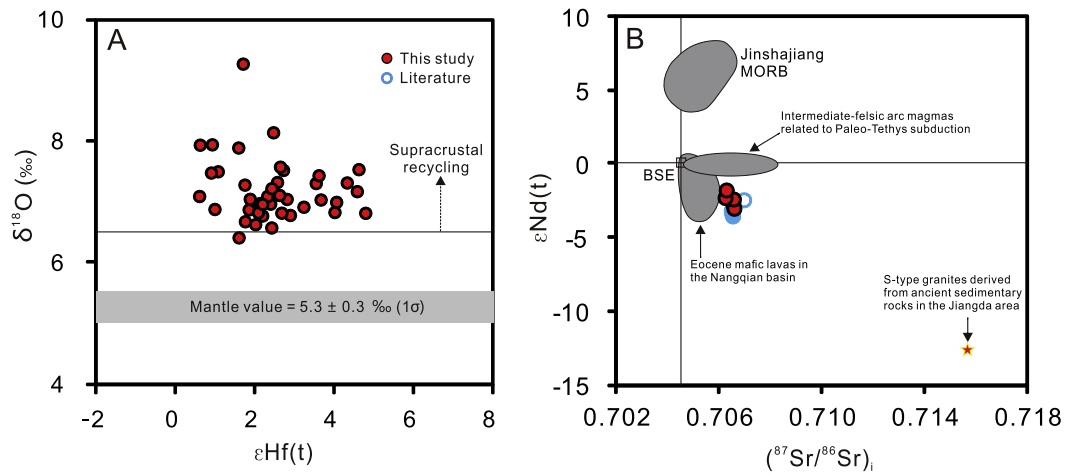 A
This study
Literature
Supracrustal
recycling
Mantle value = 5.3 ± 0.3 ‰ (1σ)
10
8
6
4
-2
0
2
4
6
8
δ18O (‰)
εHf(t)
B
Jinshajiang
MORB
Intermediate-felsic arc magmas
related to Paleo-Tethys subduction
BSE
Eocene mafic lavas in
the Nangqian basin
S-type granites derived
from ancient sedimentary
rocks in the Jiangda area
10
5
0
-5
-10
-15
0.702
0.706
0.710
0.714
0.718
εNd(t)
(87Sr/86Sr)i